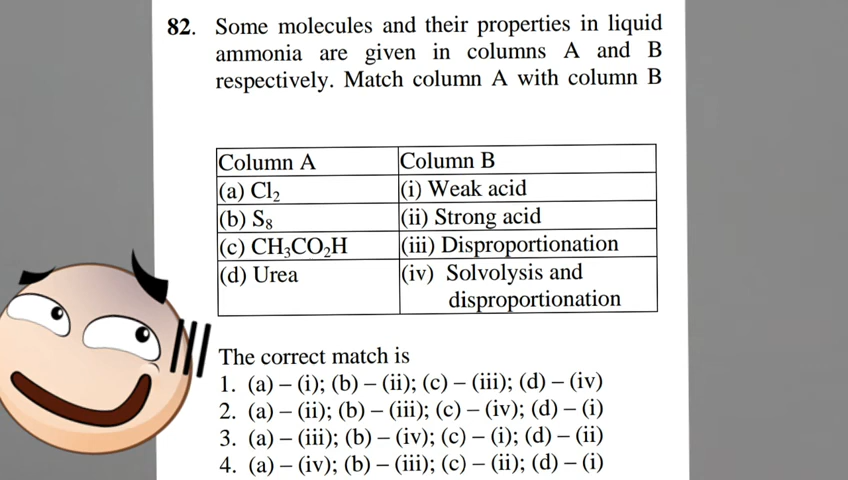 82. Some molecules and their properties in liquid
ammonia are given in columns A and B
respectively. Match column A with column B
Column A Column B
(a) Cl₂ (i) Weak acid
(b) S₈ (ii) Strong acid
(c) CH₃CO₂H (iii) Disproportionation
(d) Urea (iv) Solvolysis and
disproportionation
The correct match is
1. (a) – (i); (b) – (ii); (c) – (iii); (d) – (iv)
2. (a) – (ii); (b) – (iii); (c) – (iv); (d) – (i)
3. (a) – (iii); (b) – (iv); (c) – (i); (d) – (ii)
4. (a) – (iv); (b) – (iii); (c) – (ii); (d) – (i)